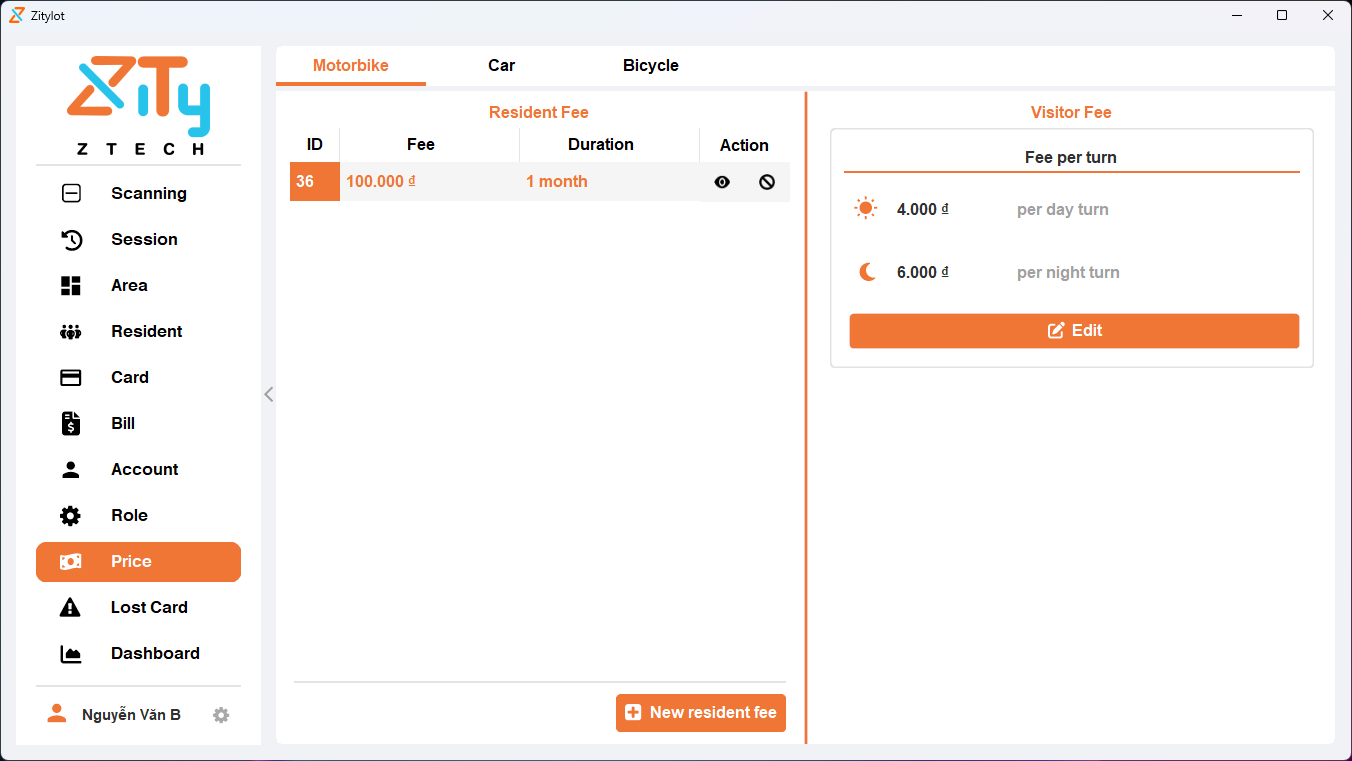 Zitylot
ZiTy
Z T E C H
Scanning
Session
Area
Resident
Card
Bill
Account
Role
Price
Lost Card
Dashboard
Nguyễn Văn B
Motorbike Car Bicycle
Resident Fee
ID Fee Duration Action
36 100.000 ₫ 1 month
New resident fee
Visitor Fee
Fee per turn
4.000 ₫ per day turn
6.000 ₫ per night turn
Edit